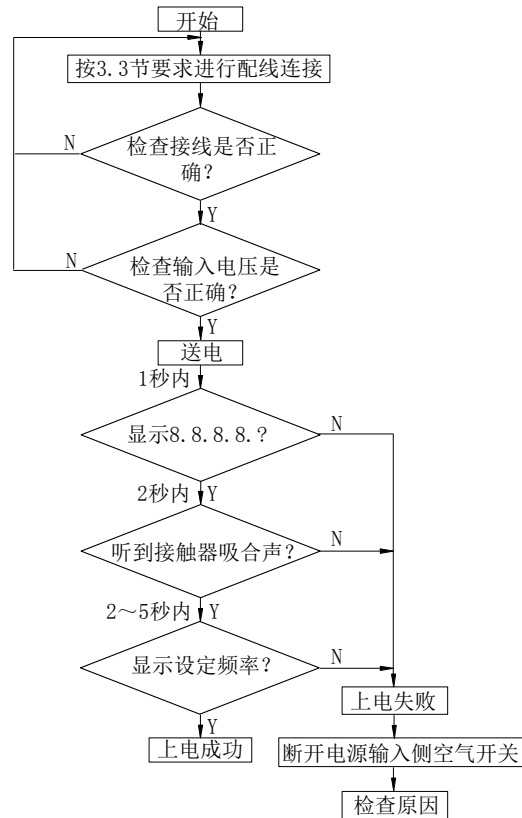 开始
按3.3节要求进行配线连接
N
检查接线是否正
确?
Y
N
检查输入电压是
否正确?
Y
送电
1秒内
显示8.8.8.8.?
N
2秒内
Y
听到接触器吸合声?
N
2～5秒内
Y
显示设定频率?
N
Y
上电失败
上电成功
断开电源输入侧空气开关
检查原因